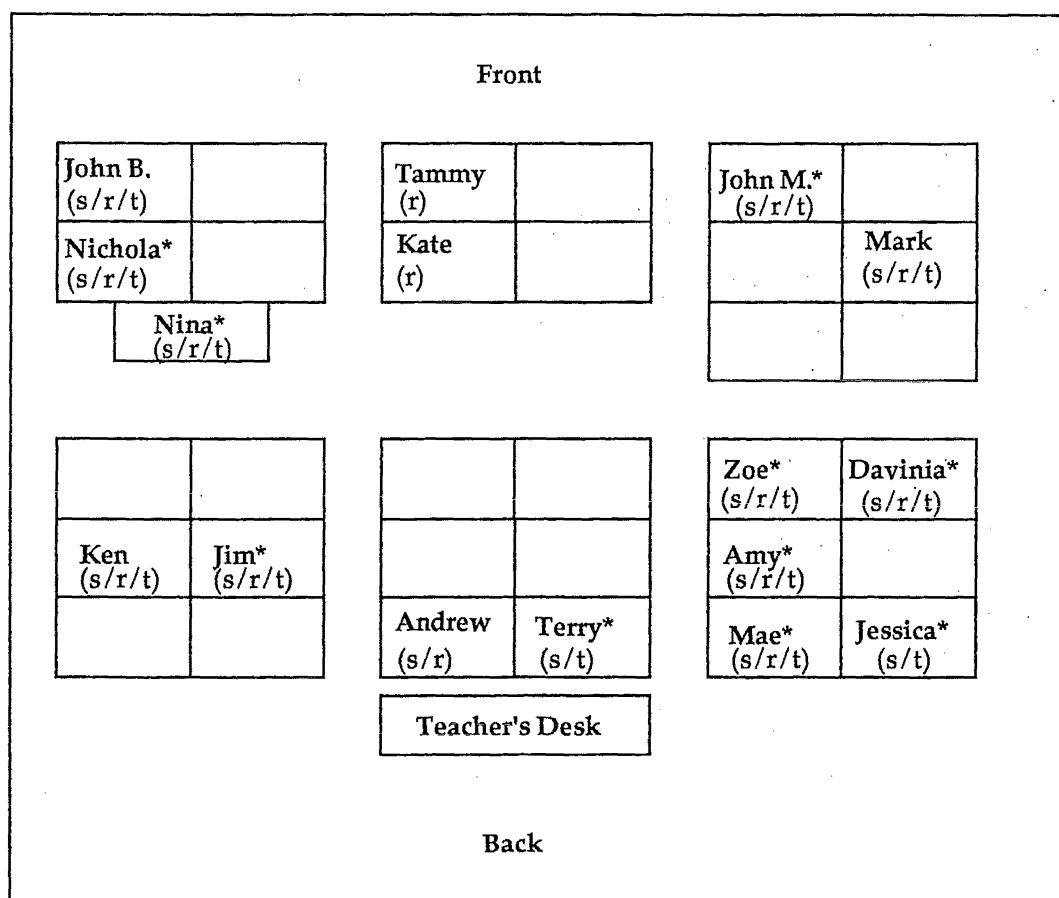 Front
John B.
(s/r/t)
Nichola*
(s/r/t)
Nina*
(s/r/t)
Tammy
(r)
Kate
(r)
John M.*
(s/r/t)
Mark
(s/r/t)
Ken
(s/r/t)
Jim*
(s/r/t)
Andrew
(s/r)
Terry*
(s/t)
Zoe*
(s/r/t)
Davinia*
(s/r/t)
Amy*
(s/r/t)
Mae*
(s/r/t)
Jessica*
(s/t)
Teacher's Desk
Back